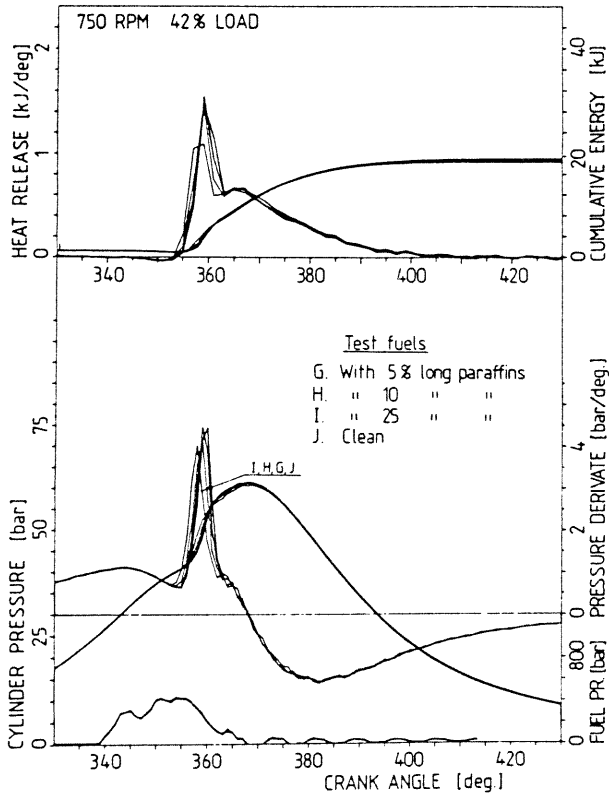 750 RPM 42% LOAD
HEAT RELEASE [kJ/deg]
2
1
0
CUMULATIVE ENERGY [kJ]
40
20
0
340 360 380 400 420
Test fuels
G. With 5% long paraffins
H. " 10 " "
I. " 25 " "
J. Clean
I,H,G,J
CYLINDER PRESSURE [bar]
75
50
25
0
PRESSURE DERIVATE [bar/deg.]
4
2
0
FUEL PR. [bar]
800
0
340 360 380 400 420
CRANK ANGLE [deg.]